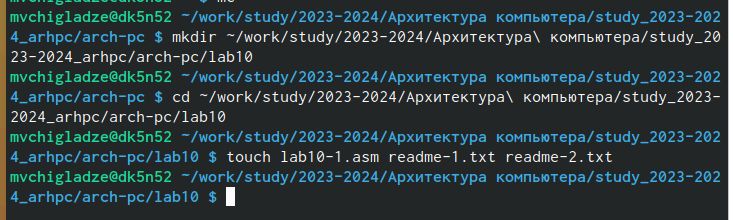 mvchigladze@dk5n52 ~/work/study/2023-2024/Архитектура компьютера/study_2023-202
4_arhpc/arch-pc $ mkdir ~/work/study/2023-2024/Архитектура\ компьютера/study_20
23-2024_arhpc/arch-pc/lab10
mvchigladze@dk5n52 ~/work/study/2023-2024/Архитектура компьютера/study_2023-202
4_arhpc/arch-pc $ cd ~/work/study/2023-2024/Архитектура\ компьютера/study_2023-
2024_arhpc/arch-pc/lab10
mvchigladze@dk5n52 ~/work/study/2023-2024/Архитектура компьютера/study_2023-202
4_arhpc/arch-pc/lab10 $ touch lab10-1.asm readme-1.txt readme-2.txt
mvchigladze@dk5n52 ~/work/study/2023-2024/Архитектура компьютера/study_2023-202
4_arhpc/arch-pc/lab10 $